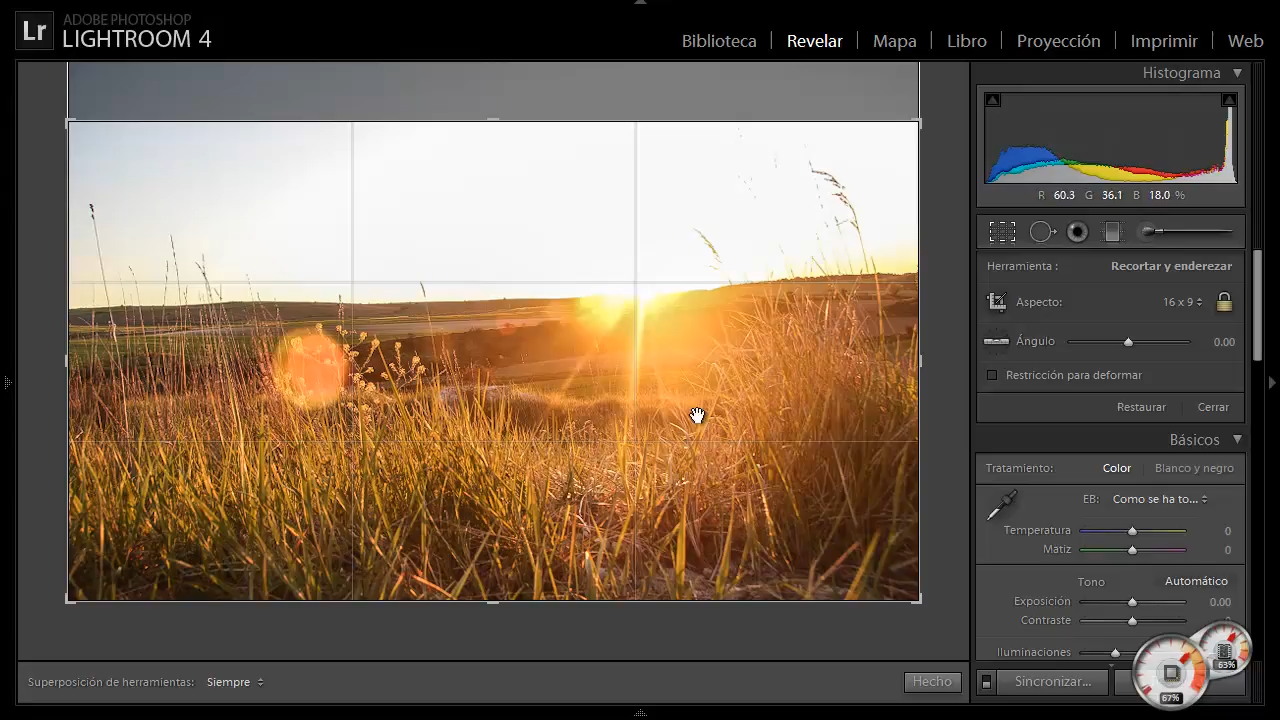 Lr
ADOBE PHOTOSHOP
LIGHTROOM 4
Biblioteca | Revelar | Mapa | Libro | Proyección | Imprimir | Web
Histograma
R 60.3 G 36.1 B 18.0 %
Herramienta : Recortar y enderezar
Aspecto: 16 x 9
Ángulo 0.00
Restricción para deformar
Restaurar Cerrar
Básicos
Tratamiento: Color Blanco y negro
EB: Como se ha to...
Temperatura 0
Matiz 0
Tono Automático
Exposición 0.00
Contraste
Iluminaciones
63%
67%
Superposición de herramientas: Siempre
Hecho
Sincronizar...